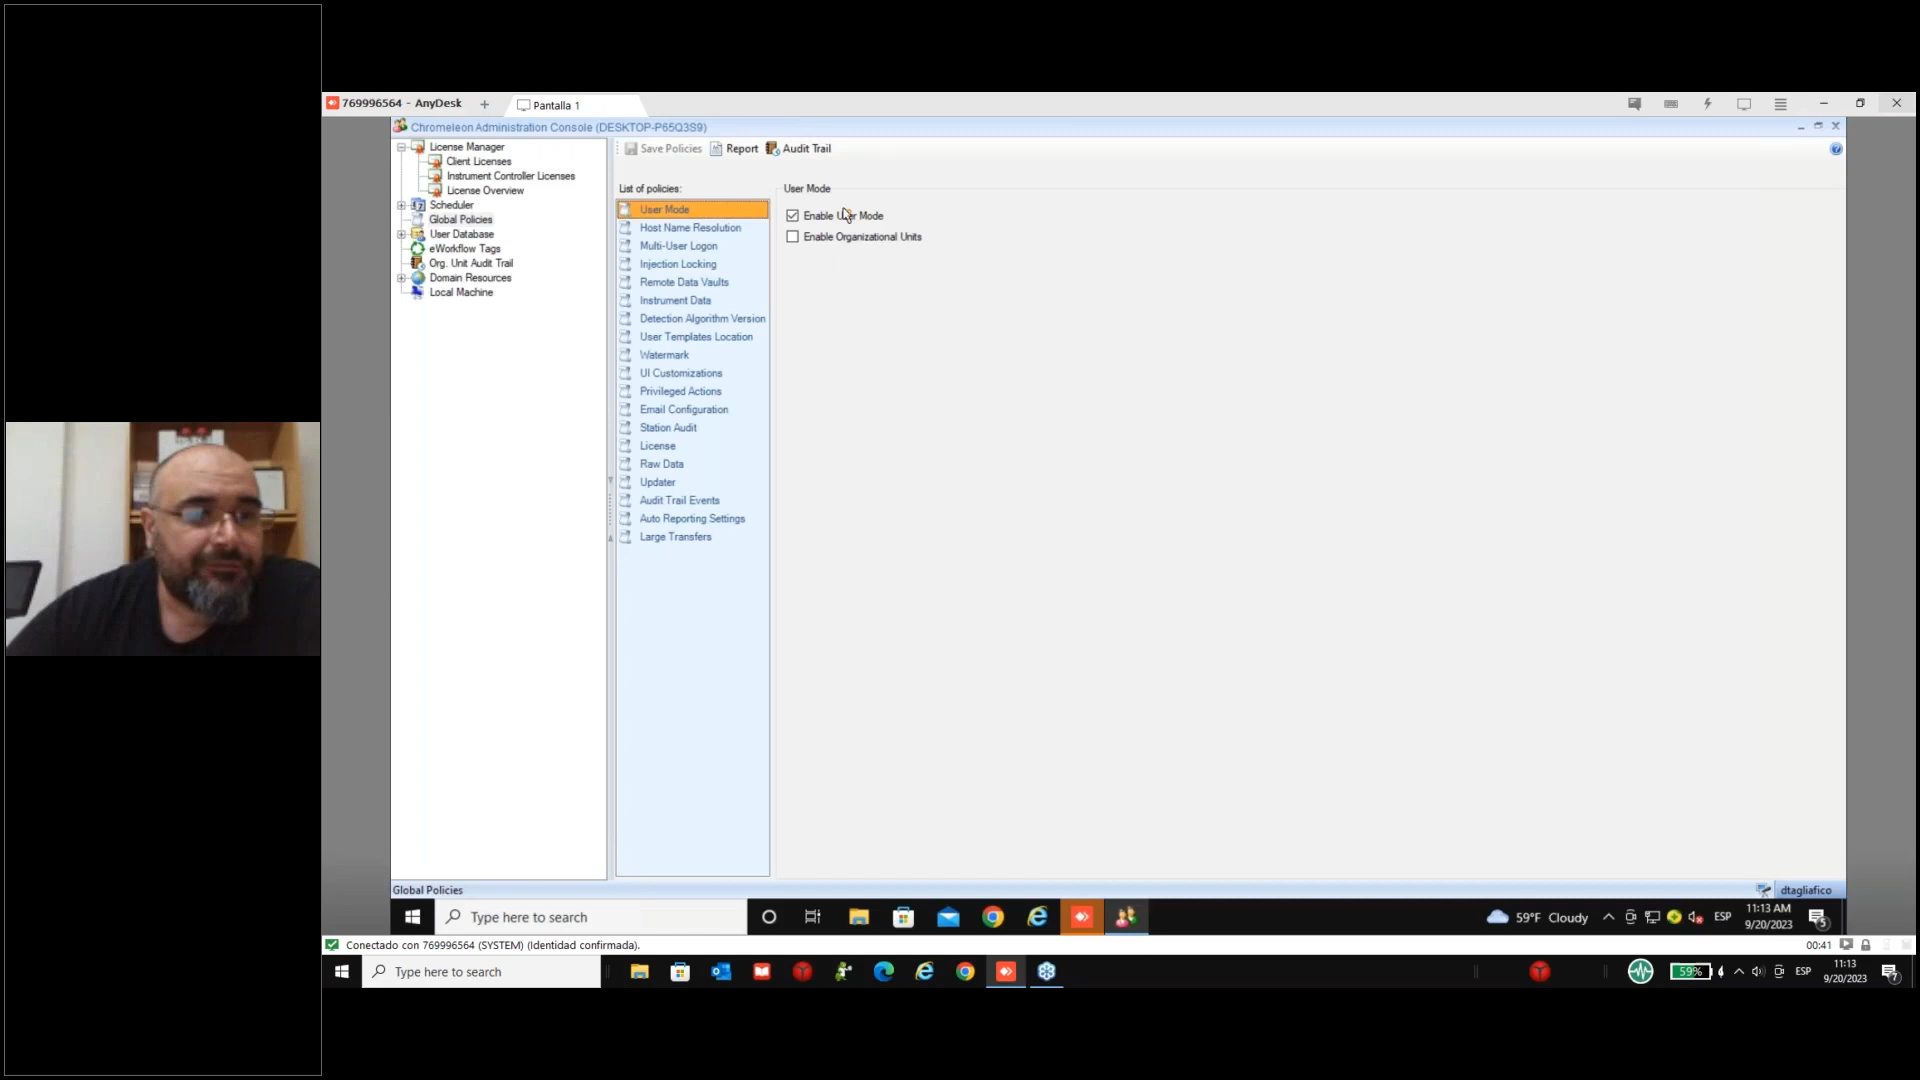 769996564 - AnyDesk
Pantalla 1
Chromeleon Administration Console (DESKTOP-P65Q3S9)
License Manager
Client Licenses
Instrument Controller Licenses
License Overview
Scheduler
Global Policies
User Database
eWorkflow Tags
Org. Unit Audit Trail
Domain Resources
Local Machine
Save Policies Report Audit Trail
List of policies:
User Mode
Host Name Resolution
Multi-User Logon
Injection Locking
Remote Data Vaults
Instrument Data
Detection Algorithm Version
User Templates Location
Watermark
UI Customizations
Privileged Actions
Email Configuration
Station Audit
License
Raw Data
Updater
Audit Trail Events
Auto Reporting Settings
Large Transfers
User Mode
Enable User Mode
Enable Organizational Units
Global Policies
dtagliafico
Type here to search
59°F Cloudy
ESP
11:13 AM
9/20/2023
5
Conectado con 769996564 (SYSTEM) (Identidad confirmada).
00:41
Type here to search
59%
ESP
11:13
9/20/2023
7